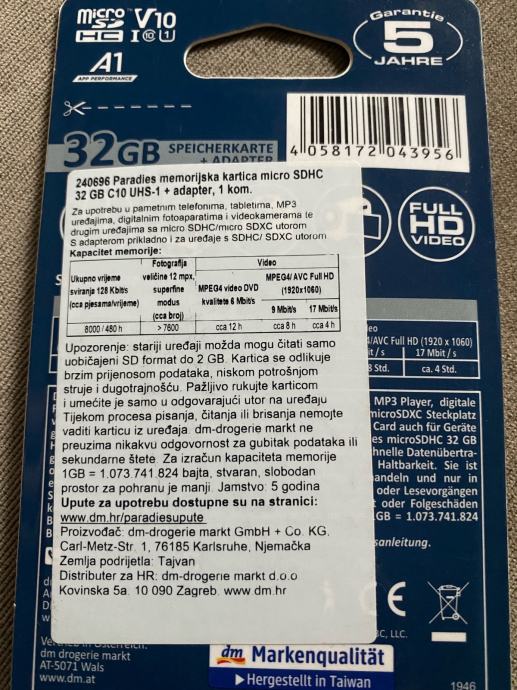 micro SD HC V10 I 10 U1
A1
APP PERFORMANCE
Garantie
5
JAHRE
4 058172 043956
32GB SPEICHERKARTE
+ ADAPTER
240696 Paradies memorijska kartica micro SDHC
32 GB C10 UHS-1 + adapter, 1 kom.
Za upotrebu u pametnim telefonima, tabletima, MP3
uređajima, digitalnim fotoaparatima i videokamerama te
drugim uređajima sa micro SDHC/micro SDXC utorom
S adapterom prikladno i za uređaje s SDHC/ SDXC utorom
Kapacitet memorije:
Ukupno vrijeme sviranja 128 Kbit/s (cca pjesama/vrijeme)
Fotografija veličine 12 mpx, superfine modus (cca broj)
Video
MPEG4 video DVD kvalitete 6 Mbit/s
MPEG4/ AVC Full HD (1920x1060)
9 Mbit/s 17 Mbit/s
8000 / 480 h > 7600 cca 12 h cca 8 h cca 4 h
Upozorenje: stariji uređaji možda mogu čitati samo
uobičajeni SD format do 2 GB. Kartica se odlikuje
brzim prijenosom podataka, niskom potrošnjom
struje i dugotrajnošću. Pažljivo rukujte karticom
i umećite je samo u odgovarajući utor na uređaju
Tijekom procesa pisanja, čitanja ili brisanja nemojte
vaditi karticu iz uređaja. dm-drogerie markt ne
preuzima nikakvu odgovornost za gubitak podataka ili
sekundarne štete. Za izračun kapaciteta memorije
1GB = 1.073.741.824 bajta, stvaran, slobodan
prostor za pohranu je manji. Jamstvo: 5 godina
Upute za upotrebu dostupne su na stranici:
www.dm.hr/paradiesupute
Proizvođač: dm-drogerie markt GmbH + Co. KG,
Carl-Metz-Str. 1, 76185 Karlsruhe, Njemačka
Zemlja podrijetla: Tajvan
Distributer za HR: dm-drogerie markt d.o.o
Kovinska 5a, 10 090 Zagreb. www.dm.hr
FULL
HD
VIDEO
/AVC Full HD (1920 x 1060)
17 Mbit / s
8 Std. ca. 4 Std.
MP3 Player, digitale
microSDXC Steckplatz
Card auch für Geräte
es microSDHC 32 GB
hnelle Datenübertra-
Haltbarkeit. Sie ist
andeln und nur in
oder Lesevorgängen
t oder Folgeschäden
GB = 1.073.741.824
sanleitung.
CE
BC, LLC.
Vertrieb in Österreich:
dm drogerie markt
AT-5071 Wals
www.dm.at
dm Markenqualität
Hergestellt in Taiwan
1946